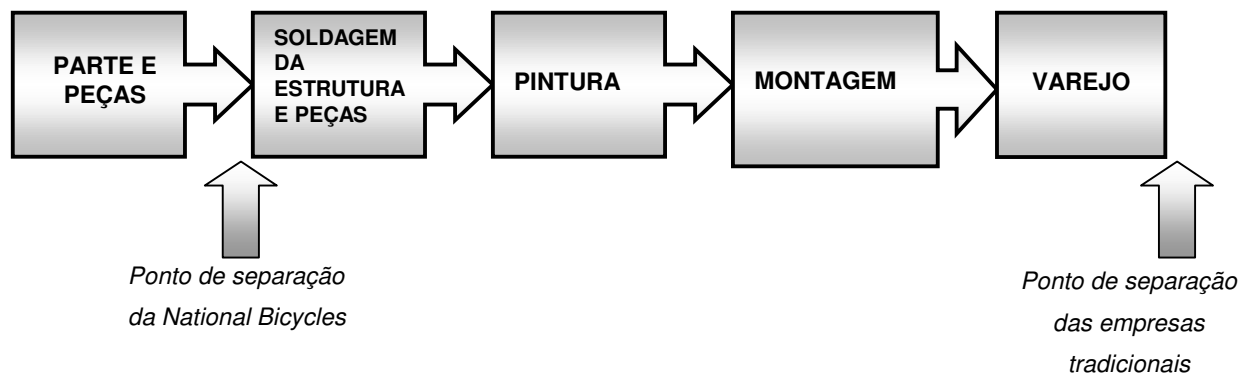 PARTE E
PEÇAS
SOLDAGEM
DA
ESTRUTURA
E PEÇAS
PINTURA
MONTAGEM
VAREJO
Ponto de separação
da National Bicycles
Ponto de separação
das empresas
tradicionais